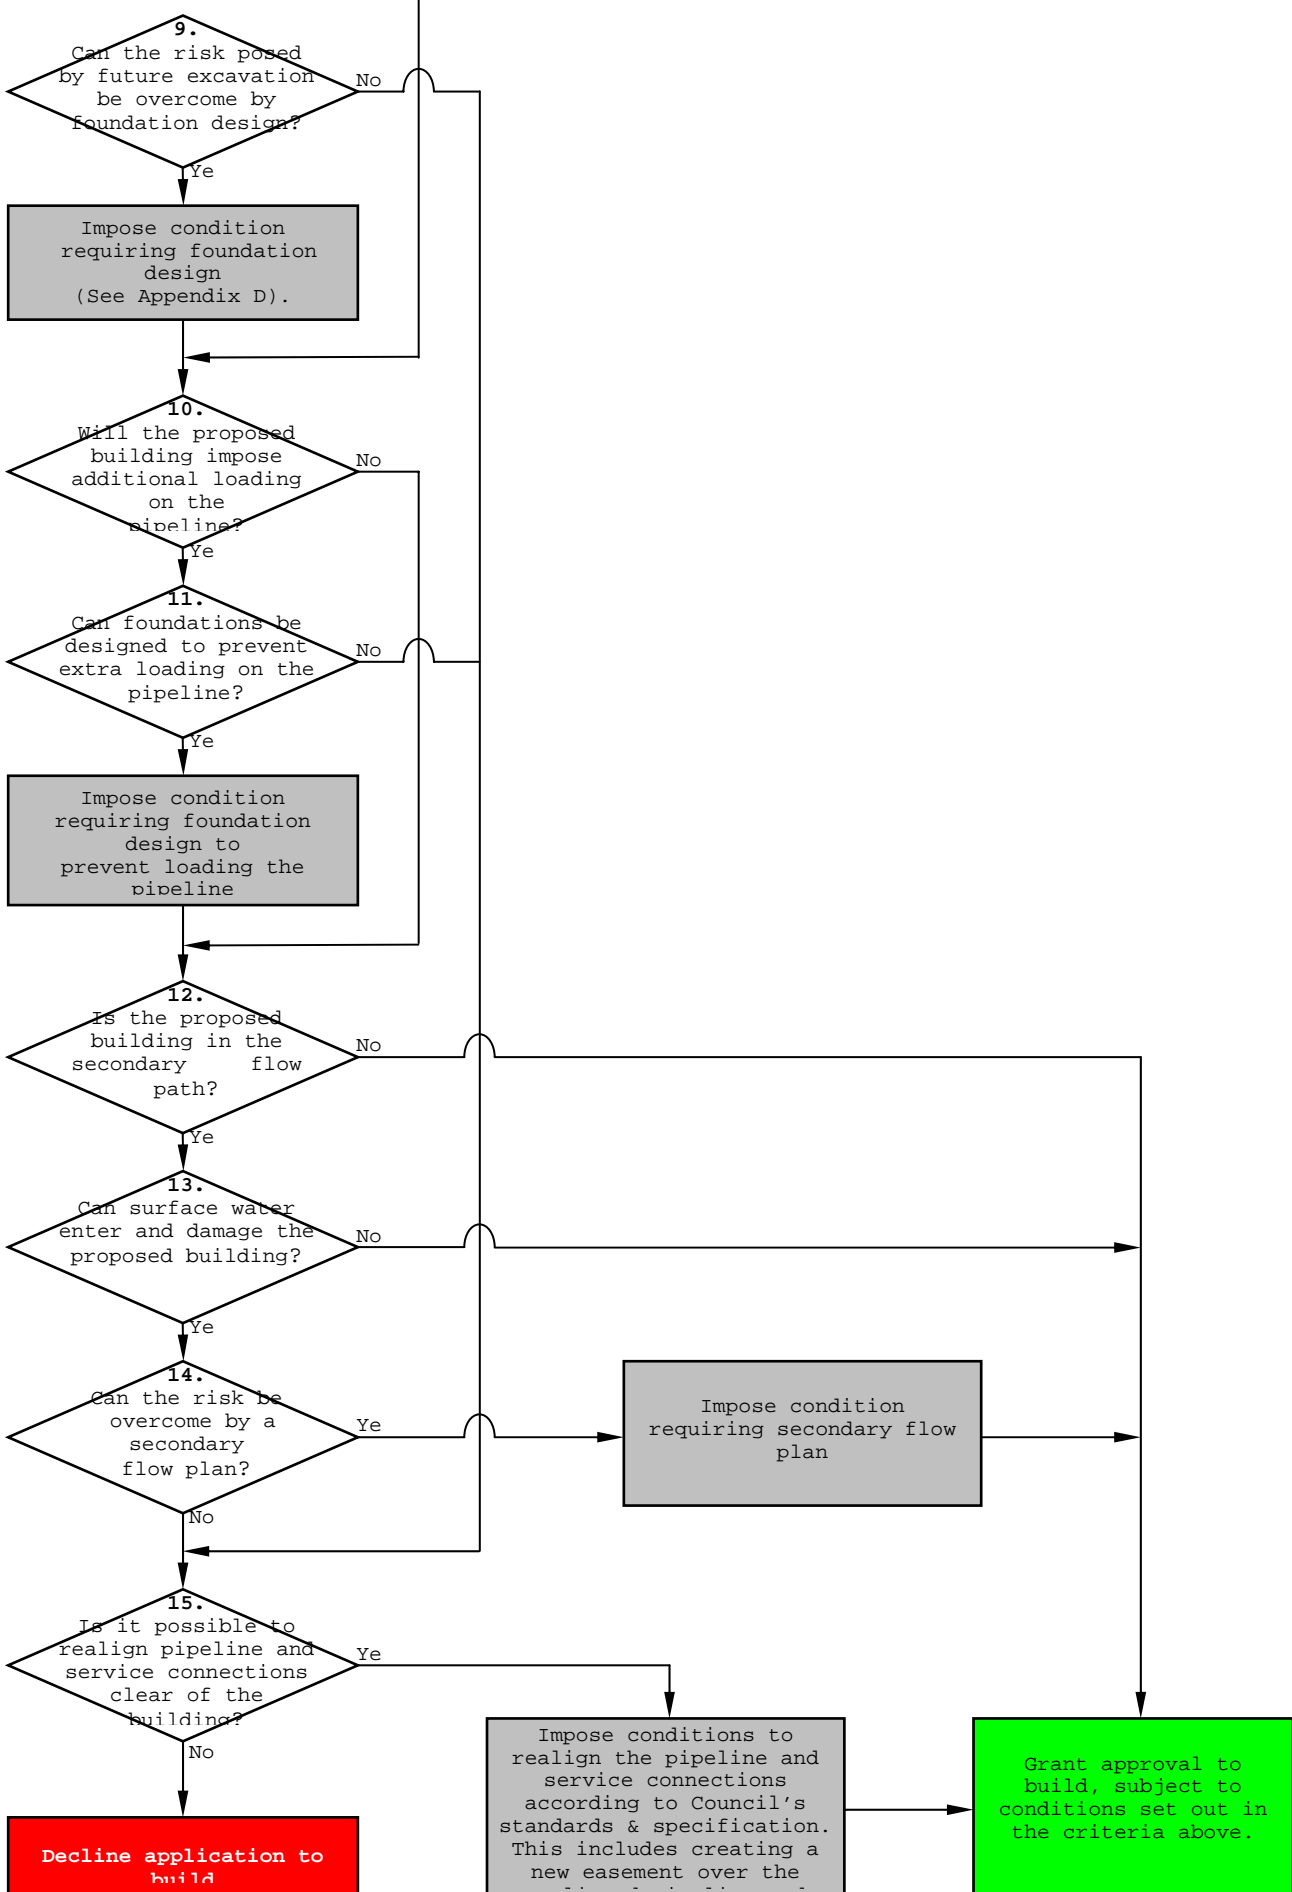 9.
Can the risk posed
by future excavation
be overcome by
foundation design?
No
Ye
Impose condition
requiring foundation
design
(See Appendix D).
10.
Will the proposed
building impose
additional loading
on the
pipeline?
No
Ye
11.
Can foundations be
designed to prevent
extra loading on the
pipeline?
No
Ye
Impose condition
requiring foundation
design to
prevent loading the
pipeline
12.
Is the proposed
building in the
secondary flow
path?
No
Ye
13.
Can surface water
enter and damage the
proposed building?
No
Ye
14.
Can the risk be
overcome by a
secondary
flow plan?
Ye
No
Impose condition
requiring secondary flow
plan
15.
Is it possible to
realign pipeline and
service connections
clear of the
building?
Ye
No
Impose conditions to
realign the pipeline and
service connections
according to Council's
standards & specification.
This includes creating a
new easement over the
Grant approval to
build, subject to
conditions set out in
the criteria above.
Decline application to
build